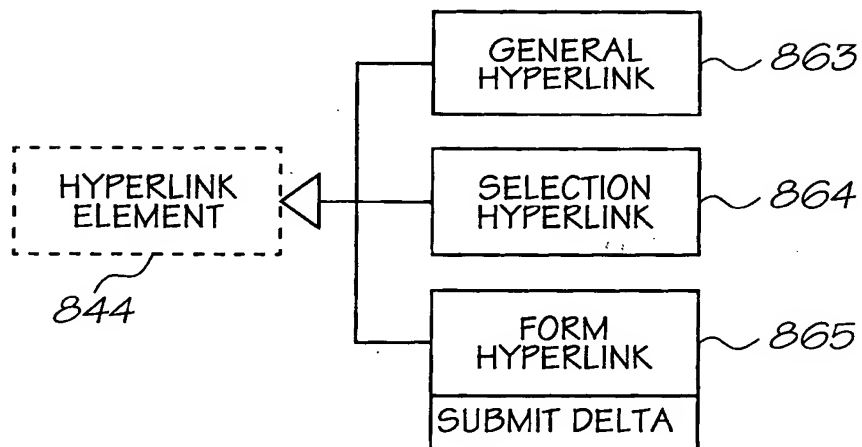 GENERAL
HYPERLINK
863
HYPERLINK
ELEMENT
844
SELECTION
HYPERLINK
864
FORM
HYPERLINK
865
SUBMIT DELTA